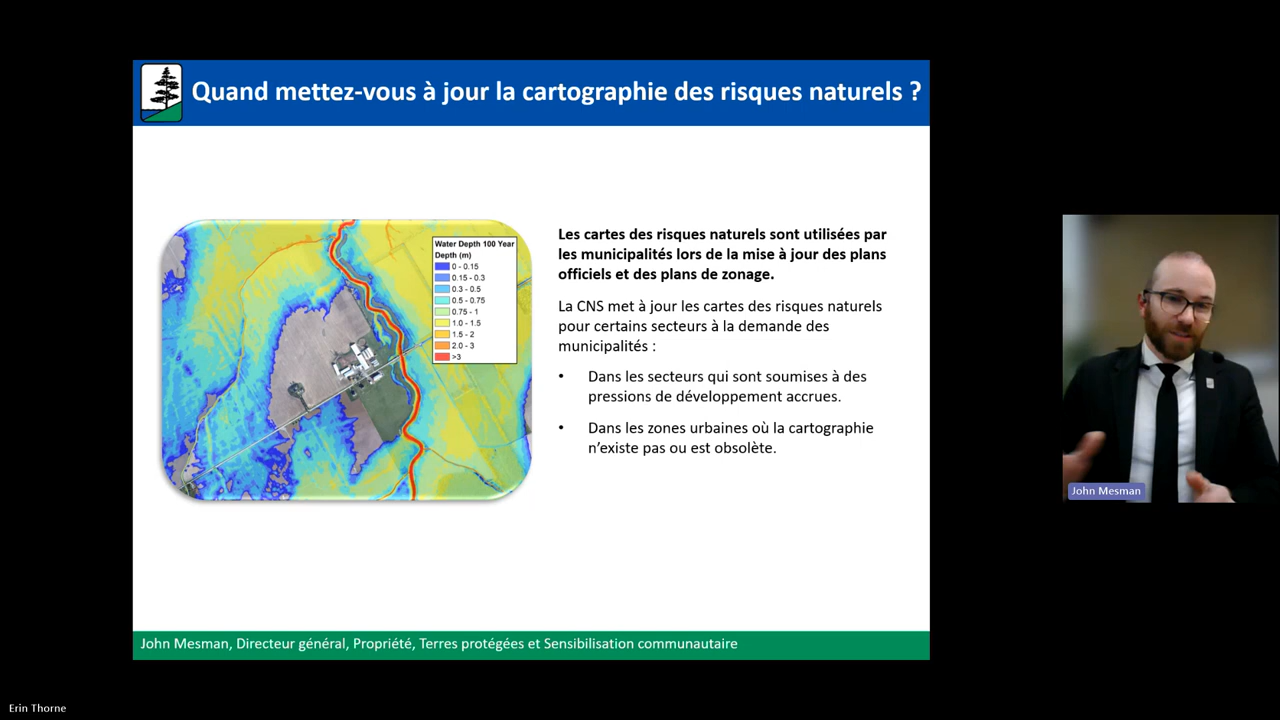 Quand mettez-vous à jour la cartographie des risques naturels ?
Water Depth 100 Year
Depth (m)
0 - 0.15
0.15 - 0.3
0.3 - 0.5
0.5 - 0.75
0.75 - 1
1.0 - 1.5
1.5 - 2
2.0 - 3
>3
Les cartes des risques naturels sont utilisées par
les municipalités lors de la mise à jour des plans
officiels et des plans de zonage.
La CNS met à jour les cartes des risques naturels
pour certains secteurs à la demande des
municipalités :
• Dans les secteurs qui sont soumises à des
pressions de développement accrues.
• Dans les zones urbaines où la cartographie
n'existe pas ou est obsolète.
John Mesman
John Mesman, Directeur général, Propriété, Terres protégées et Sensibilisation communautaire
Erin Thorne